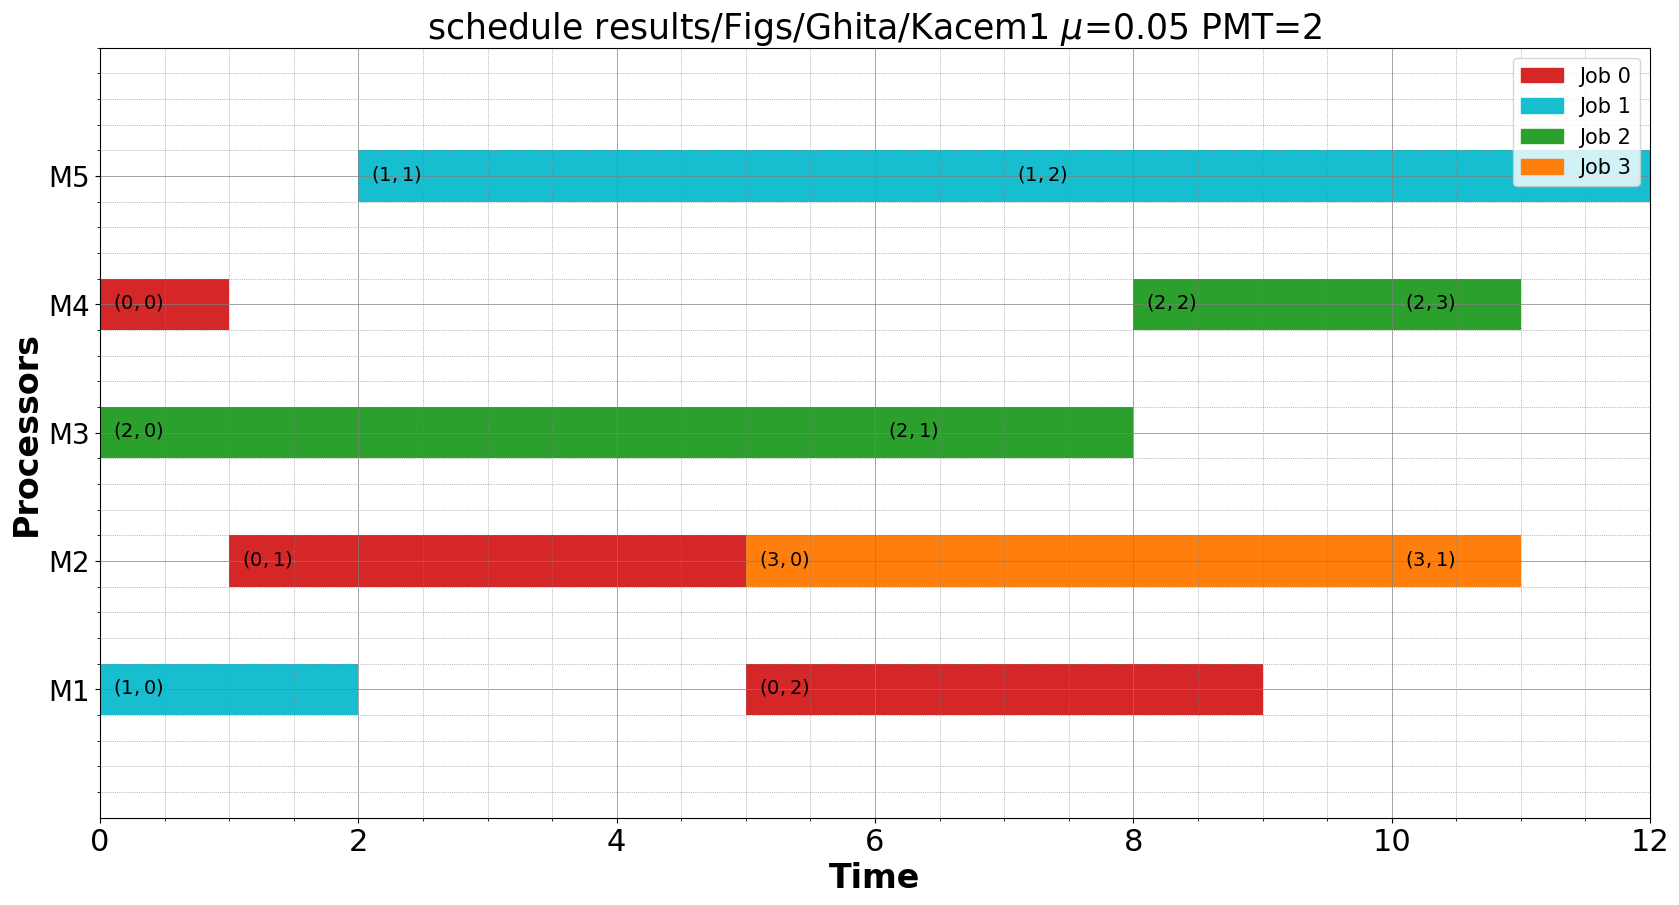 schedule results/Figs/Ghita/Kacem1 μ=0.05 PMT=2
Job 0
Job 1
Job 2
Job 3
M5
(1, 1)
(1, 2)
M4
(0, 0)
(2, 2)
(2, 3)
M3
(2, 0)
(2, 1)
M2
(0, 1)
(3, 0)
(3, 1)
M1
(1, 0)
(0, 2)
Processors
0 2 4 6 8 10 12
Time